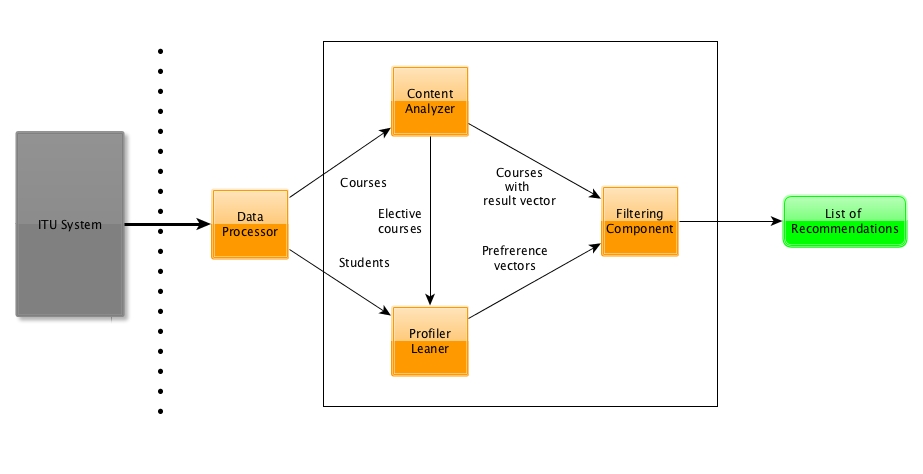 Content
Analyzer
Courses
with
result vector
Courses
ITU System
Data
Processor
Elective
courses
Filtering
Component
List of
Recommendations
Students
Prefrerence
vectors
Profiler
Leaner